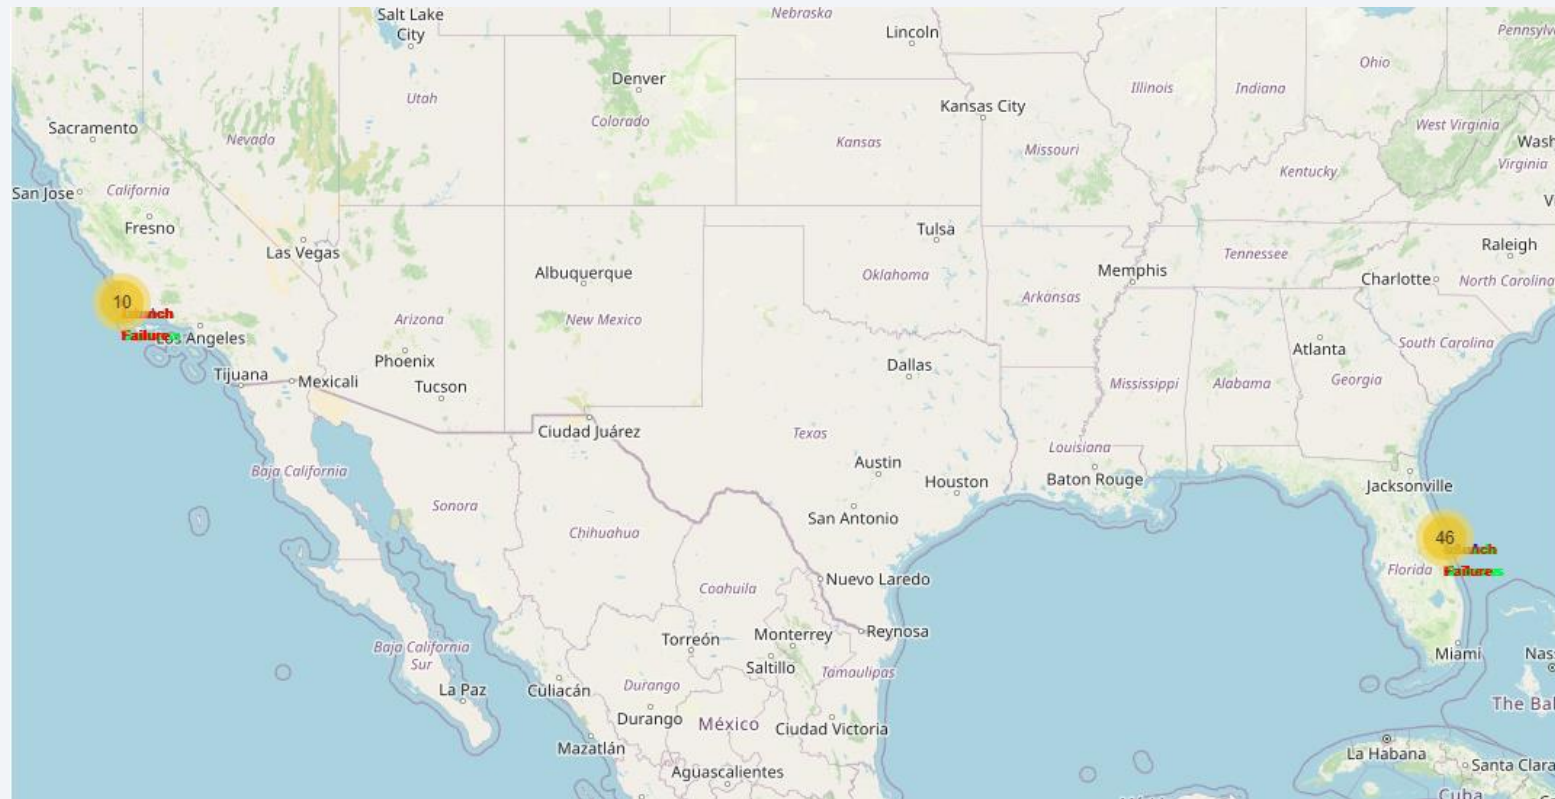 Salt Lake
City
Nebraska
Lincoln
Pennsylv
Denver
Ohio
Utah
Illinois
Indiana
Kansas City
Colorado
Sacramento
West Virginia
Nevada
Kansas
Wash
Missouri
Virginia
Kentucky
San Jose
California
V
Fresno
Tulsa
Raleigh
Las Vegas
Tennessee
Albuquerque
Memphis
Oklahoma
Charlotte
North Carolina
10
Arkansas
Arizona
New Mexico
Failure
Los Angeles
South Carolina
Atlanta
Phoenix
Dallas
Tijuana
Mexicali
Tucson
Mississippi
Alabama
Georgia
Ciudad Juárez
Texas
Louisiana
Austin
Baja California
Houston
Baton Rouge
Jacksonville
Sonora
San Antonio
Chihuahua
46
Florida
Failure
Nuevo Laredo
Coahuila
Reynosa
Torreón
Monterrey
Baja California
Sur
Saltillo
Tamaulipas
Miami
Nas
La Paz
Culiacán
Durango
The Ba
Durango
México
Ciudad Victoria
Mazatlán
La Habana
Santa Clara
Aguascalientes
Cuba